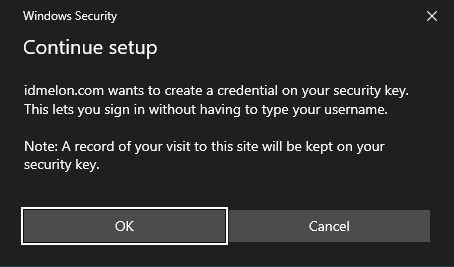 Windows Security
Continue setup
idmelon.com wants to create a credential on your security key.
This lets you sign in without having to type your username.
Note: A record of your visit to this site will be kept on your
security key.
OK
Cancel